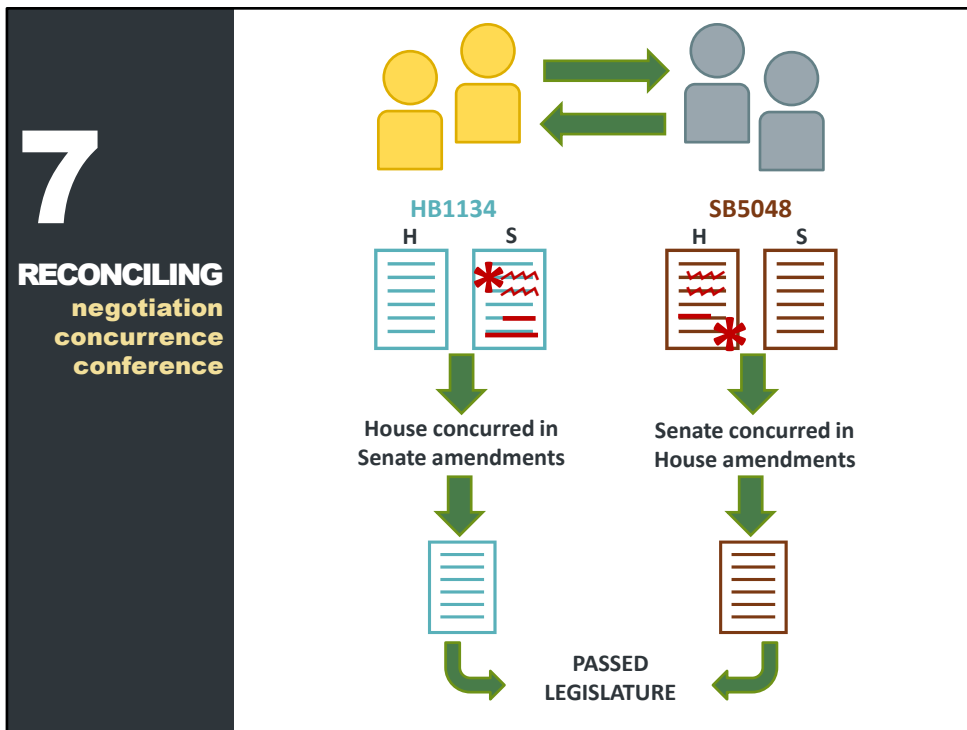 7
RECONCILING
negotiation
concurrence
conference
HB1134
H S
House concurred in
Senate amendments
SB5048
H S
Senate concurred in
House amendments
PASSED
LEGISLATURE